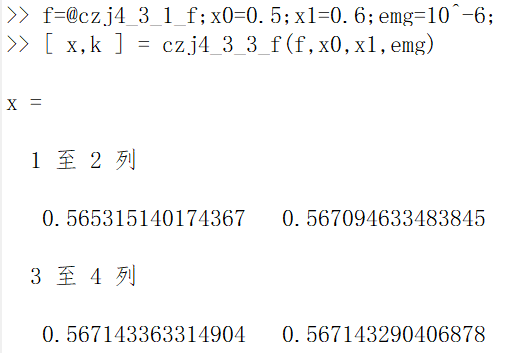 >> f=@czj4_3_1_f;x0=0.5;x1=0.6;emg=10^-6;
>> [ x,k ] = czj4_3_3_f(f,x0,x1,emg)
x =
1 至 2 列
0.565315140174367 0.567094633483845
3 至 4 列
0.567143363314904 0.567143290406878